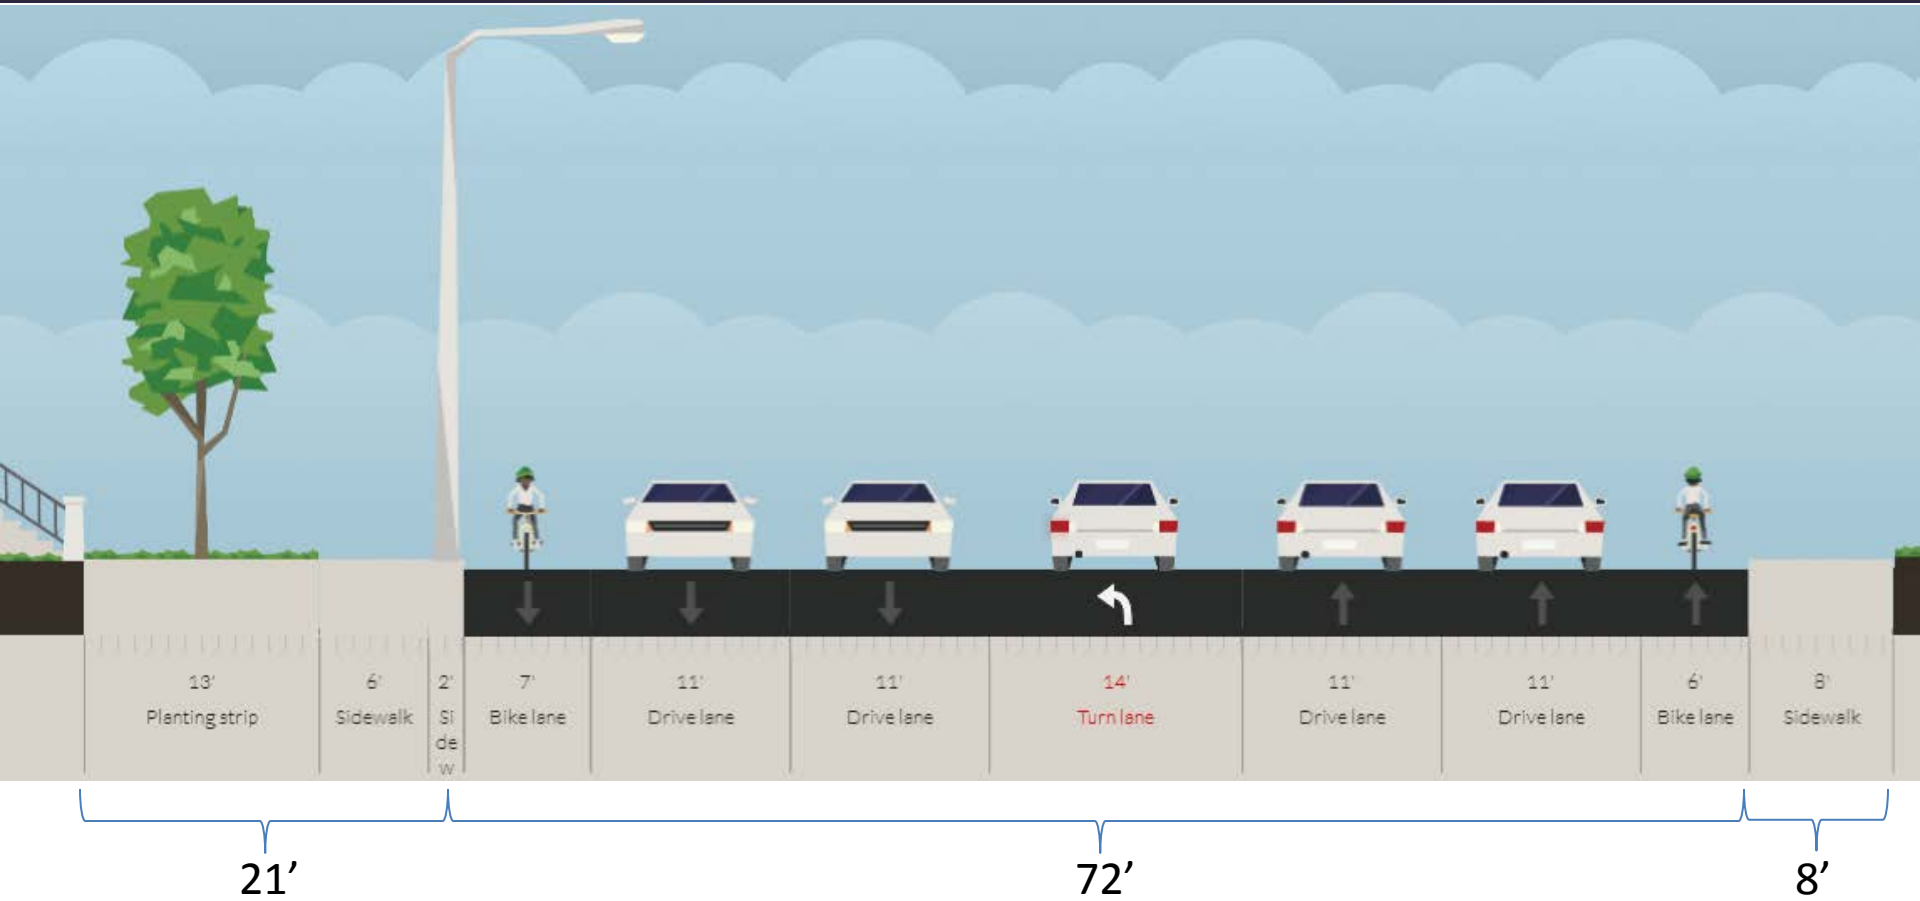 13'
Planting strip
6'
Sidewalk
2'
Si
de
w
7'
Bike lane
11'
Drive lane
11'
Drive lane
14'
Turn lane
11'
Drive lane
11'
Drive lane
6'
Bike lane
8'
Sidewalk
21’
72’
8’